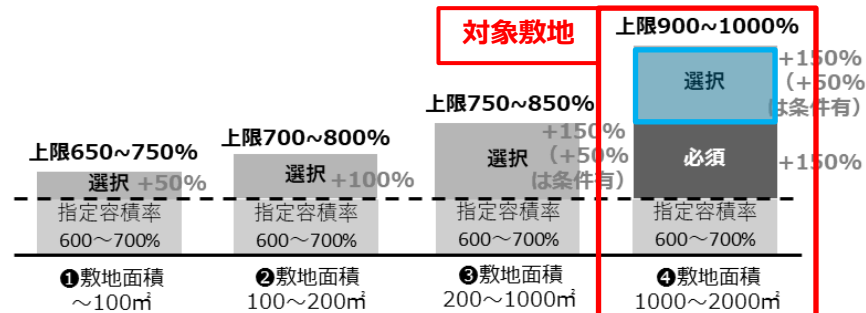 対象敷地
上限650~750%
選択 +50%
指定容積率
600～700%
❶敷地面積
～100㎡
上限700~800%
選択 +100%
指定容積率
600～700%
❷敷地面積
100～200㎡
上限750~850%
選択
+150%
（+50%
は条件有）
指定容積率
600～700%
❸敷地面積
200～1000㎡
上限900~1000%
選択
+150%
（+50%
は条件有）
必須 +150%
指定容積率
600～700%
❹敷地面積
1000～2000㎡